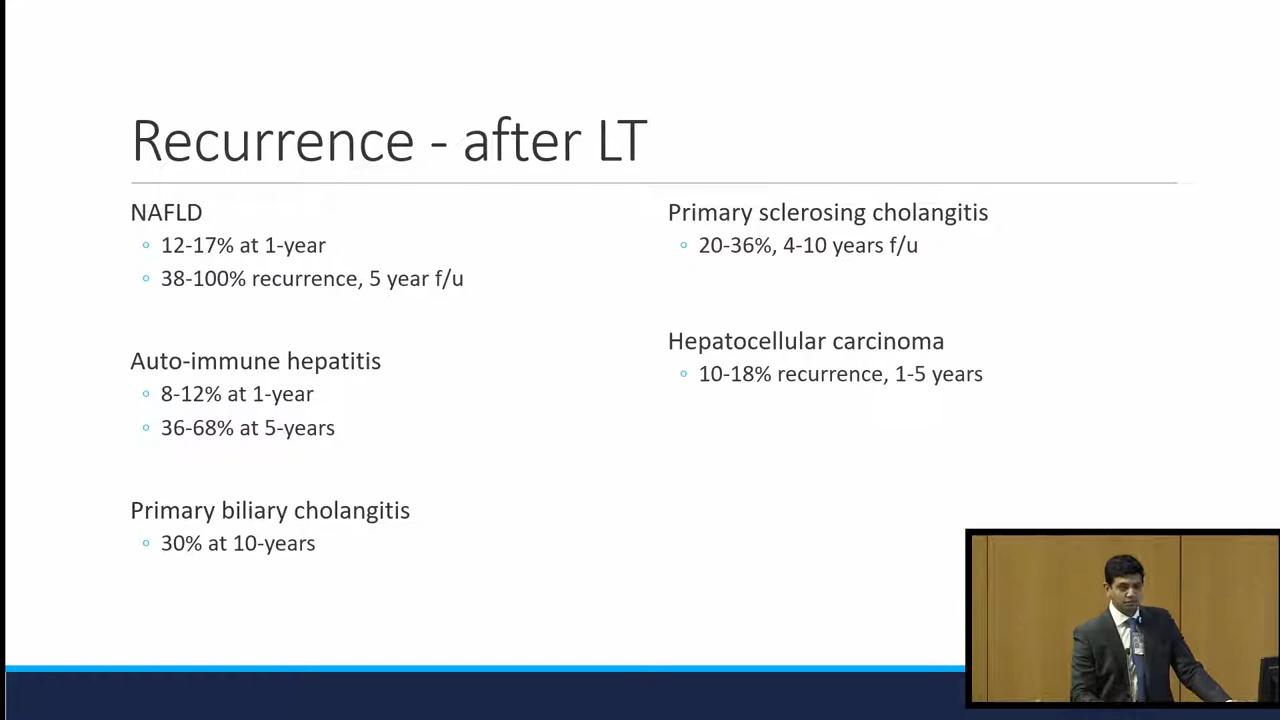 Recurrence - after LT
NAFLD
◦ 12-17% at 1-year
◦ 38-100% recurrence, 5 year f/u
Auto-immune hepatitis
◦ 8-12% at 1-year
◦ 36-68% at 5-years
Primary biliary cholangitis
◦ 30% at 10-years
Primary sclerosing cholangitis
◦ 20-36%, 4-10 years f/u
Hepatocellular carcinoma
◦ 10-18% recurrence, 1-5 years